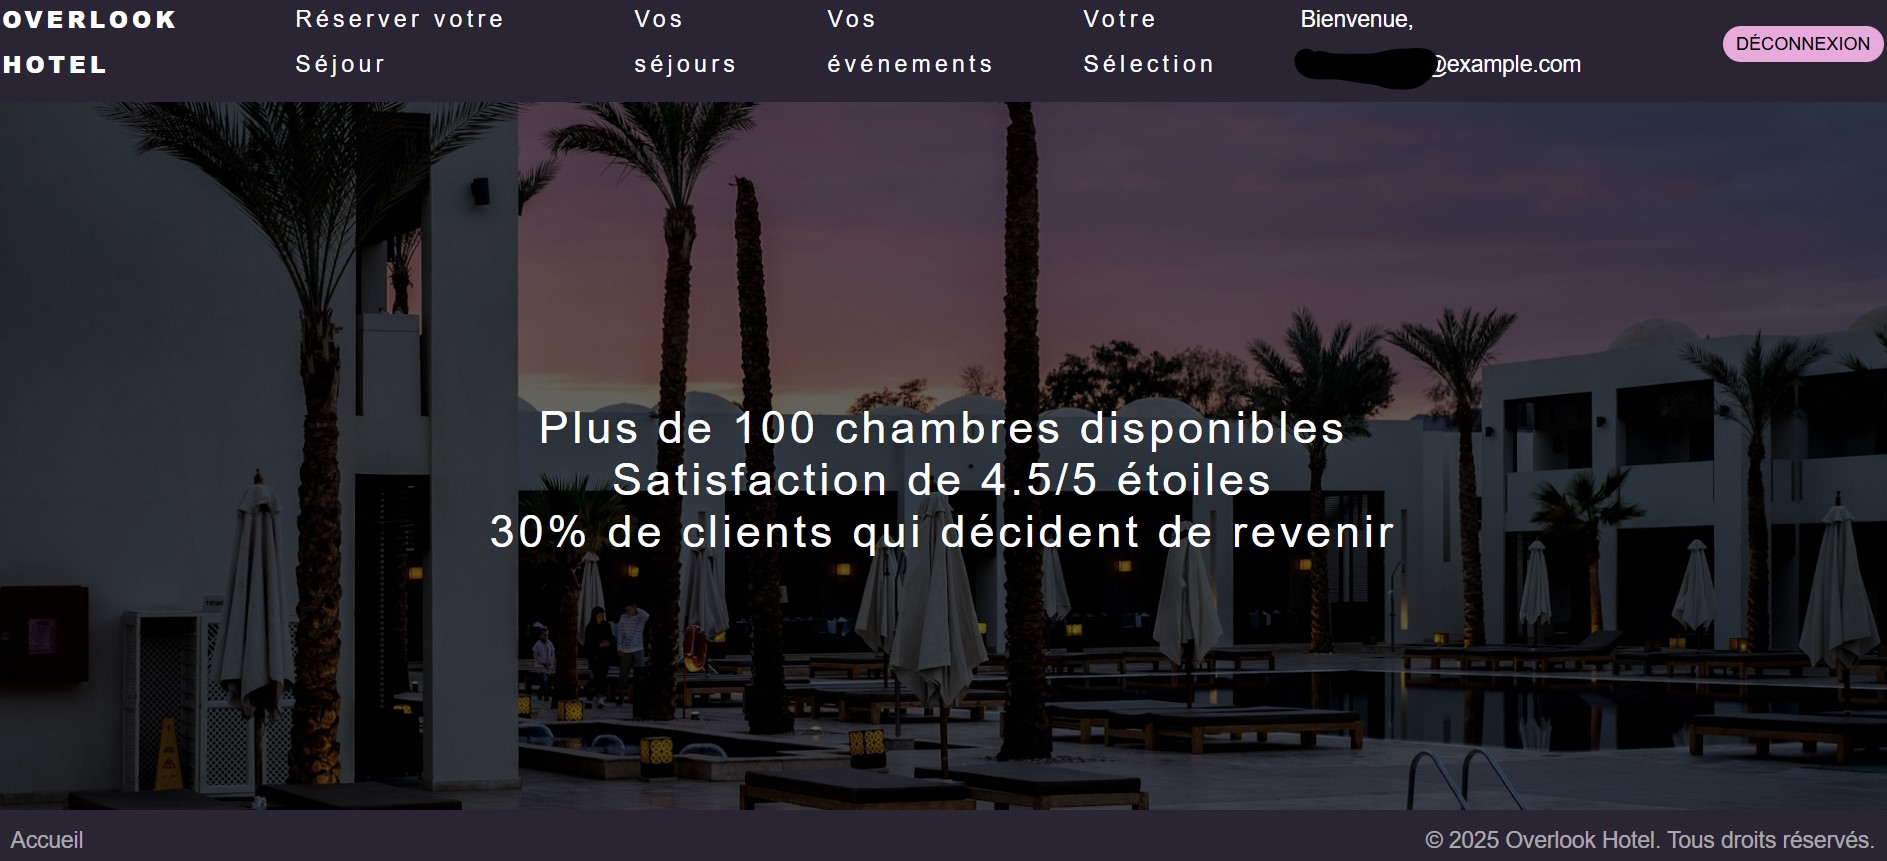 OVERLOOK
HOTEL
Réserver votre
Séjour
Vos
séjours
Vos
événements
Votre
Sélection
Bienvenue,
@example.com
DÉCONNEXION
Plus de 100 chambres disponibles
Satisfaction de 4.5/5 étoiles
30% de clients qui décident de revenir
Accueil
© 2025 Overlook Hotel. Tous droits réservés.